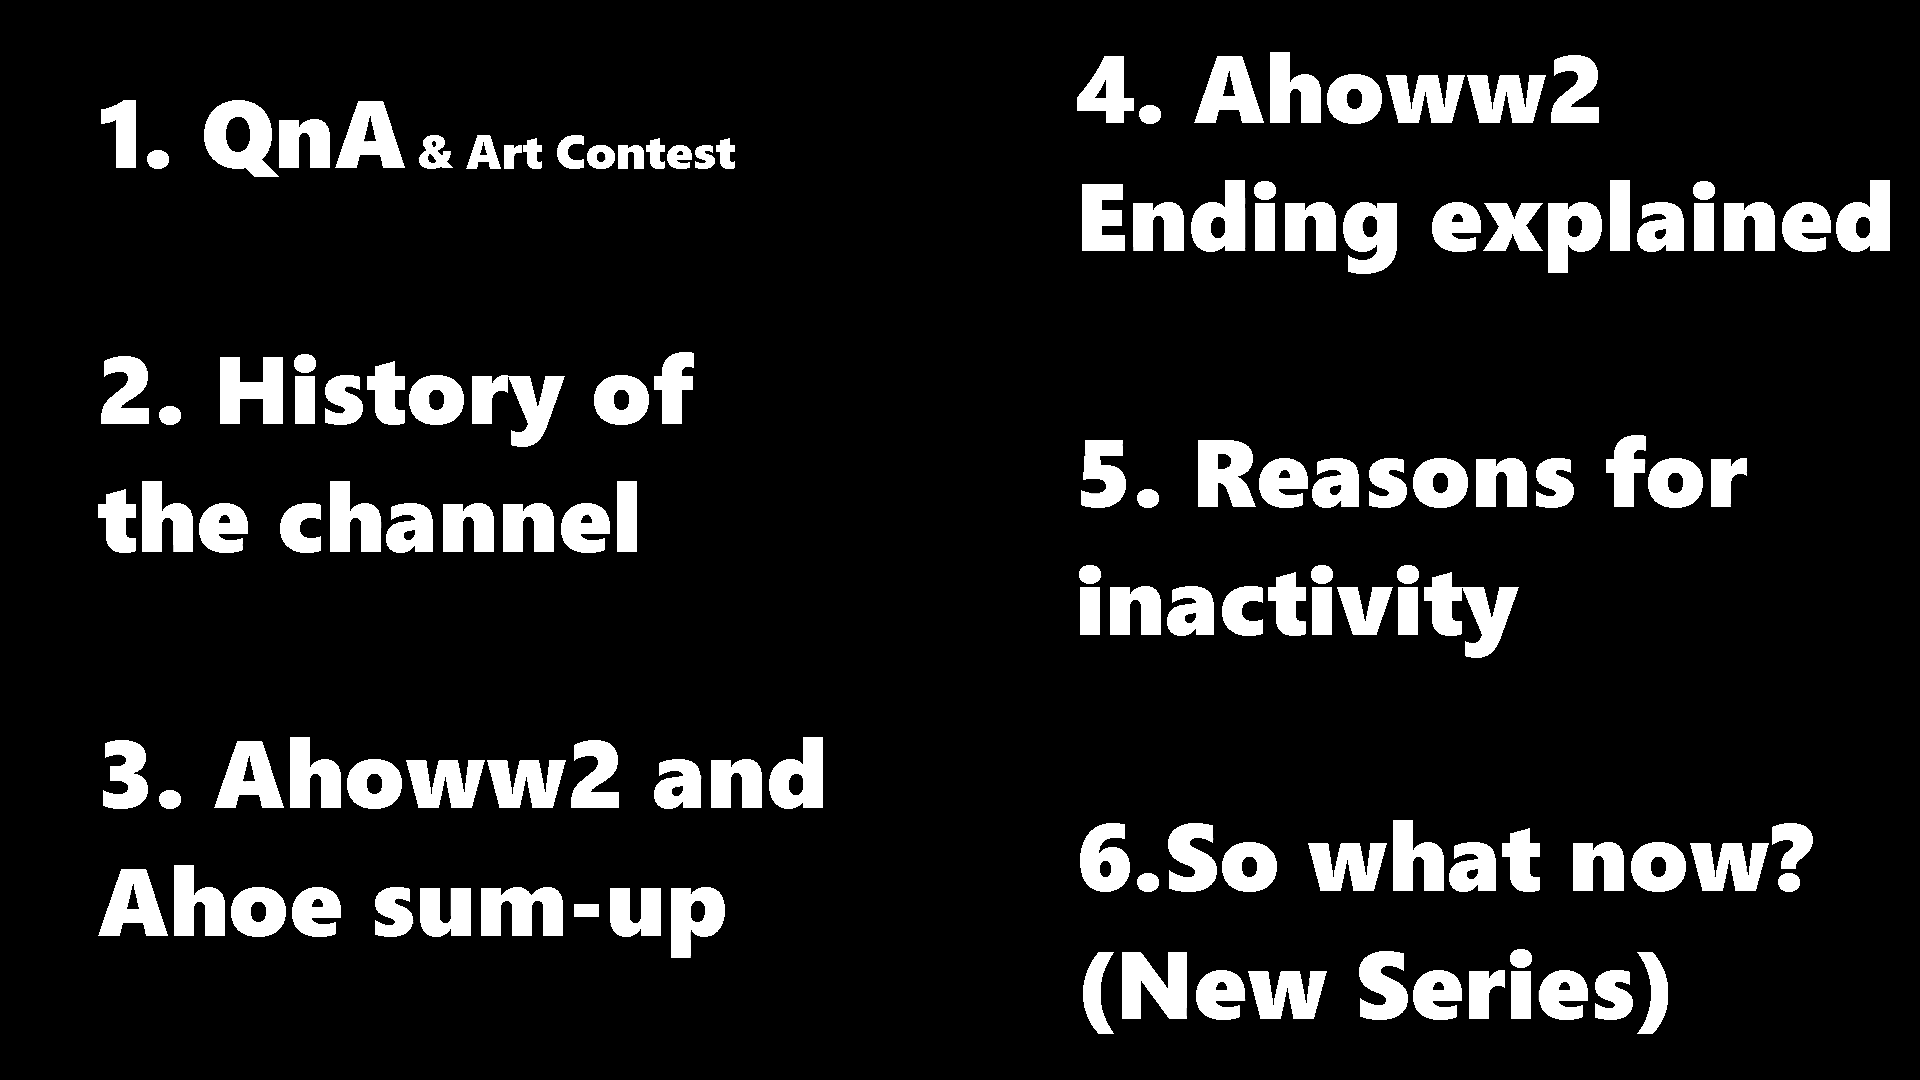 1. QnA & Art Contest
2. History of
the channel
3. Ahoww2 and
Ahoe sum-up
4. Ahoww2
Ending explained
5. Reasons for
inactivity
6.So what now?
(New Series)